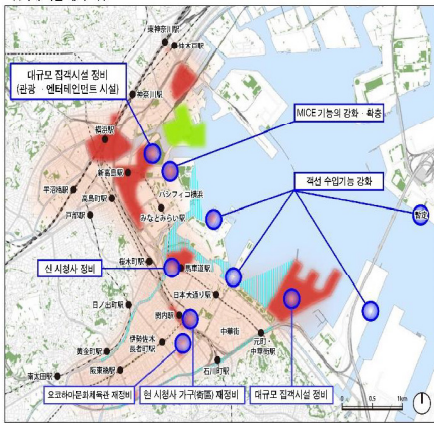 東神奈川駅
仲木戸駅
대규모 집객시설 정비
(관광 · 엔터테인먼트 시설)
神奈川駅
MICE 기능의 강화 · 확충
横浜駅
新高島駅
パシフィコ横浜
객선 수입기능 강화
平沼橋駅
高島町駅
みなとみらい駅
戸部駅
暫定
신 시청사 정비
桜木町駅
馬車道駅
日本大通り駅
日ノ出町駅
関内駅
中華街
伊勢佐木
長者町駅
元町・
中華街駅
黄金町駅
石川町駅
南太田駅
阪東橋駅
요코하마문화체육관 재정비
현 시청사 가구(街區) 재정비
대규모 집객시설 정비
0 0.5 1km